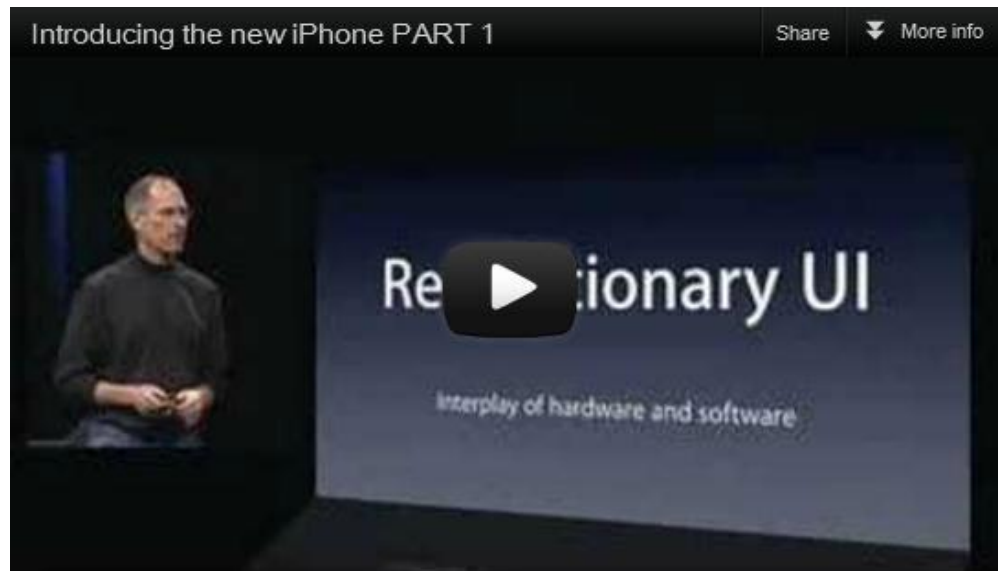 Introducing the new iPhone PART 1
Share
More info
Re tionary UI
Interplay of hardware and software